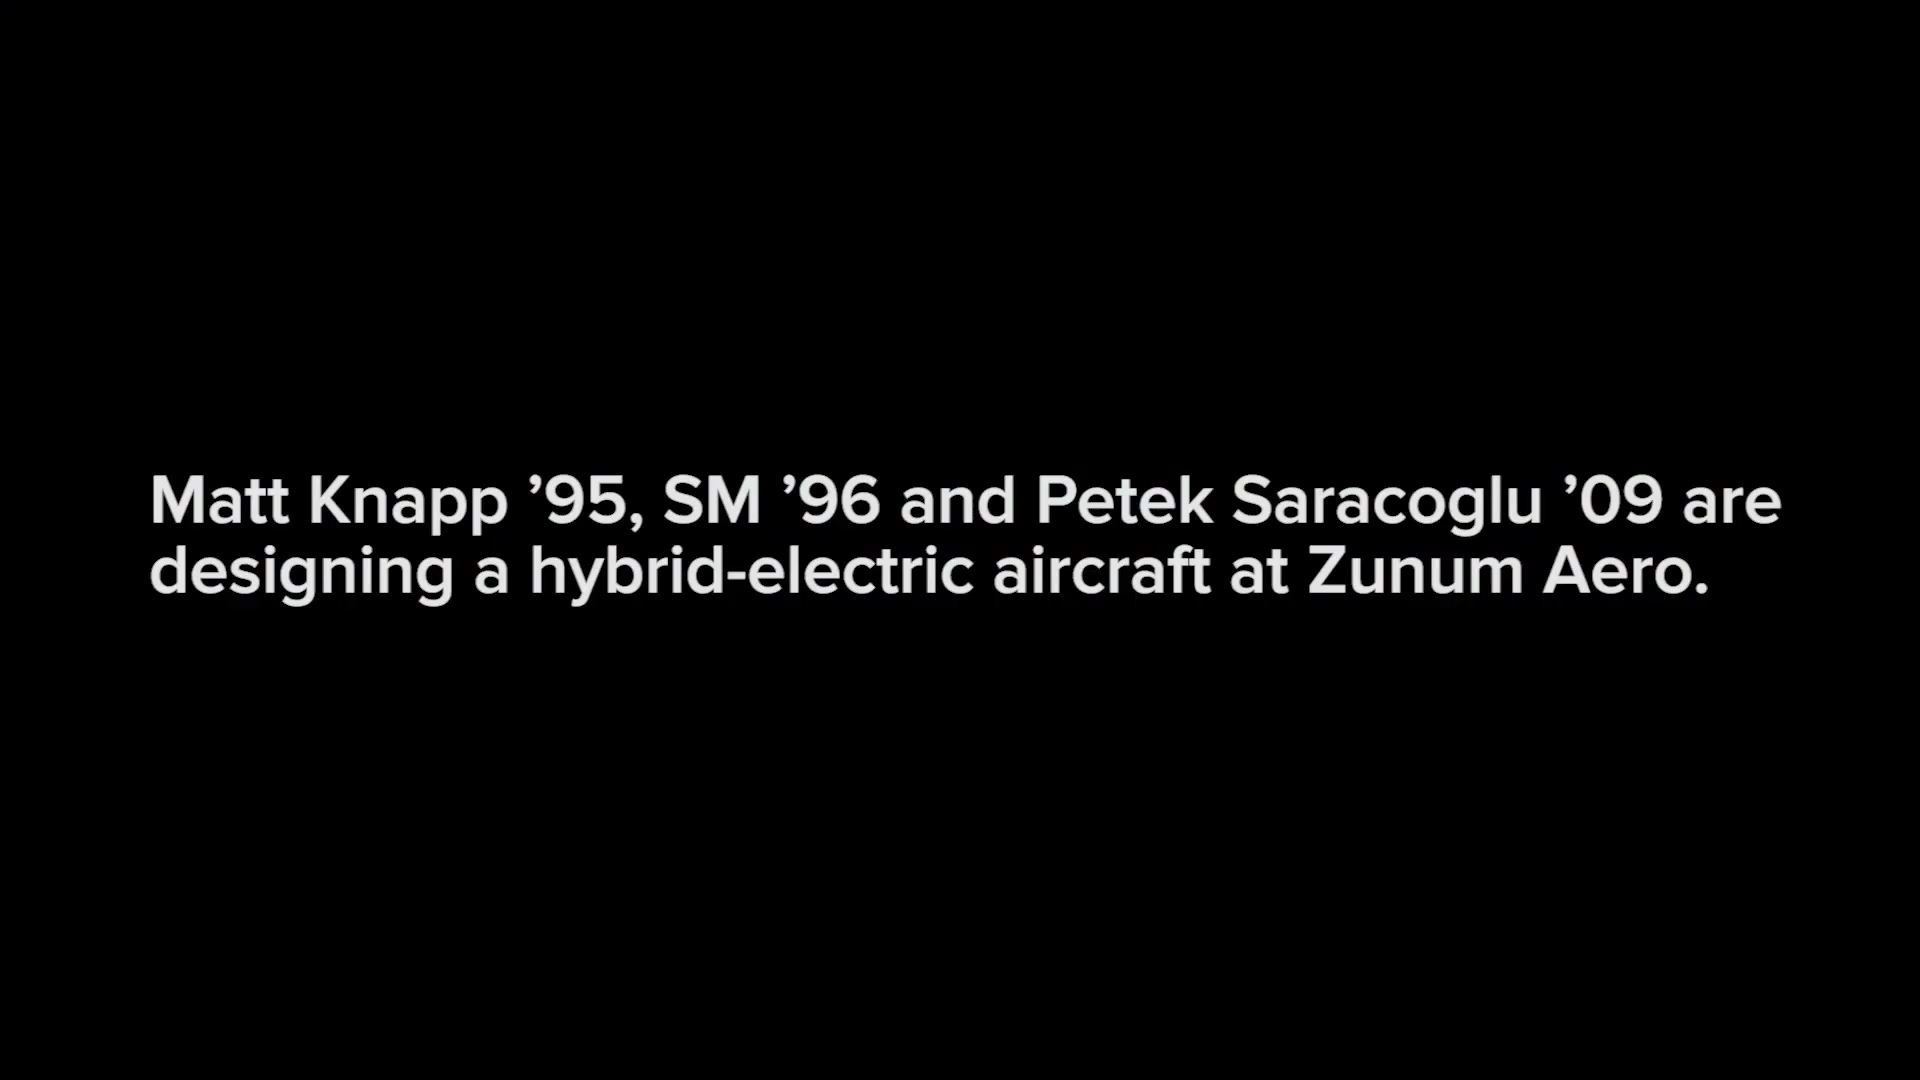 Matt Knapp ’95, SM ’96 and Petek Saracoglu ’09 are
designing a hybrid-electric aircraft at Zunum Aero.